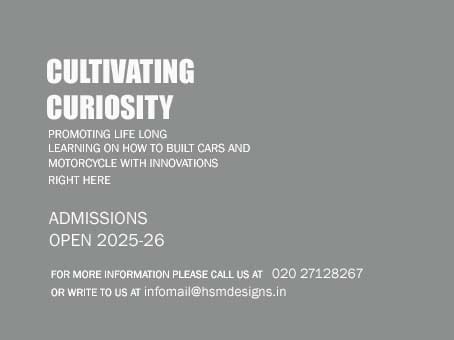 CULTIVATING
CURIOSITY
PROMOTING LIFE LONG
LEARNING ON HOW TO BUILT CARS AND
MOTORCYCLE WITH INNOVATIONS
RIGHT HERE
ADMISSIONS
OPEN 2025-26
FOR MORE INFORMATION PLEASE CALL US AT 020 27128267
OR WRITE TO US AT infomail@hsmdesigns.in